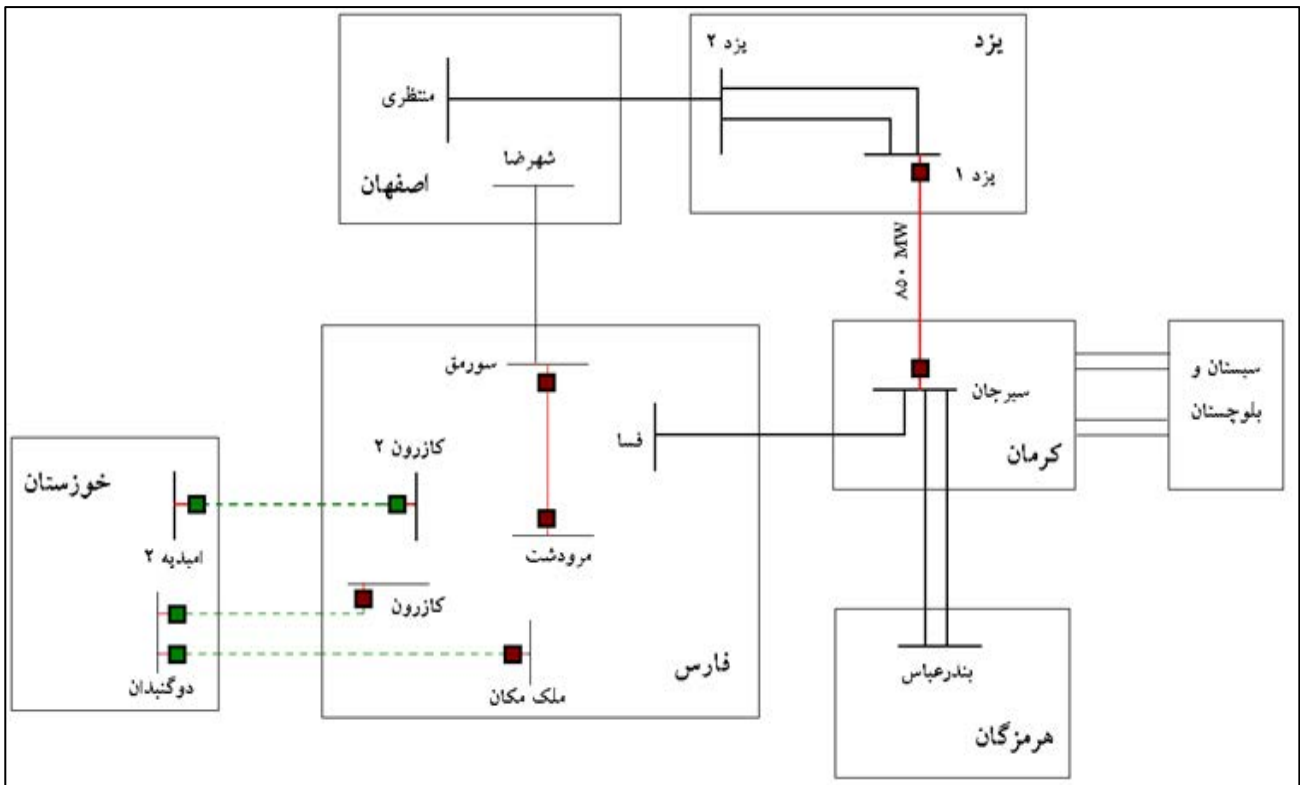 یزد
یزد ۲
منتظری
یزد ۱
شهرضا
اصفهان
۸۵۰ MW
سورمق
سیستان و
بلوچستان
سیرجان
فسا
کرمان
کازرون ۲
خوزستان
مرودشت
امیدیه ۲
کازرون
فارس
بندرعباس
دوگنبدان
ملک مکان
هرمزگان